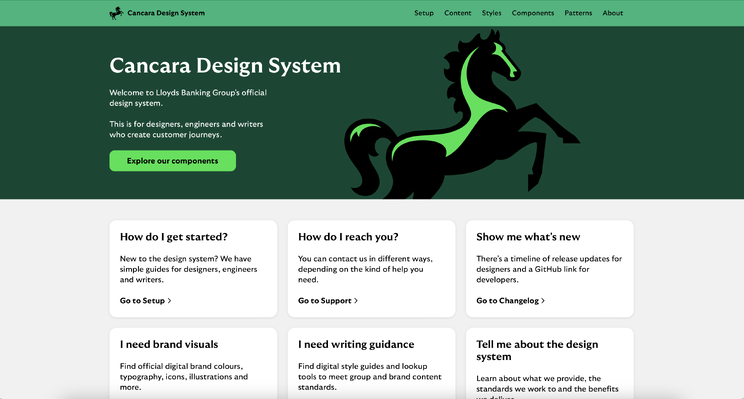 Cancara Design System
Setup Content Styles Components Patterns About
Cancara Design System
Welcome to Lloyds Banking Group's official
design system.
This is for designers, engineers and writers
who create customer journeys.
Explore our components
How do I get started?
New to the design system? We have
simple guides for designers, engineers
and writers.
Go to Setup
How do I reach you?
You can contact us in different ways,
depending on the kind of help you
need.
Go to Support
Show me what's new
There's a timeline of release updates for
designers and a GitHub link for
developers.
Go to Changelog
I need brand visuals
Find official digital brand colours,
typography, icons, illustrations and
more.
I need writing guidance
Find digital style guides and lookup
tools to meet group and brand content
standards.
Tell me about the design
system
Learn about what we provide, the
standards we work to and the benefits
we deliver